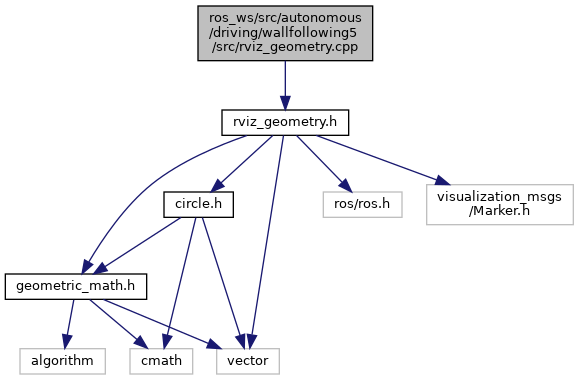 ros_ws/src/autonomous
/driving/wallfollowing5
/src/rviz_geometry.cpp
rviz_geometry.h
circle.h
ros/ros.h
visualization_msgs
/Marker.h
geometric_math.h
algorithm
cmath
vector